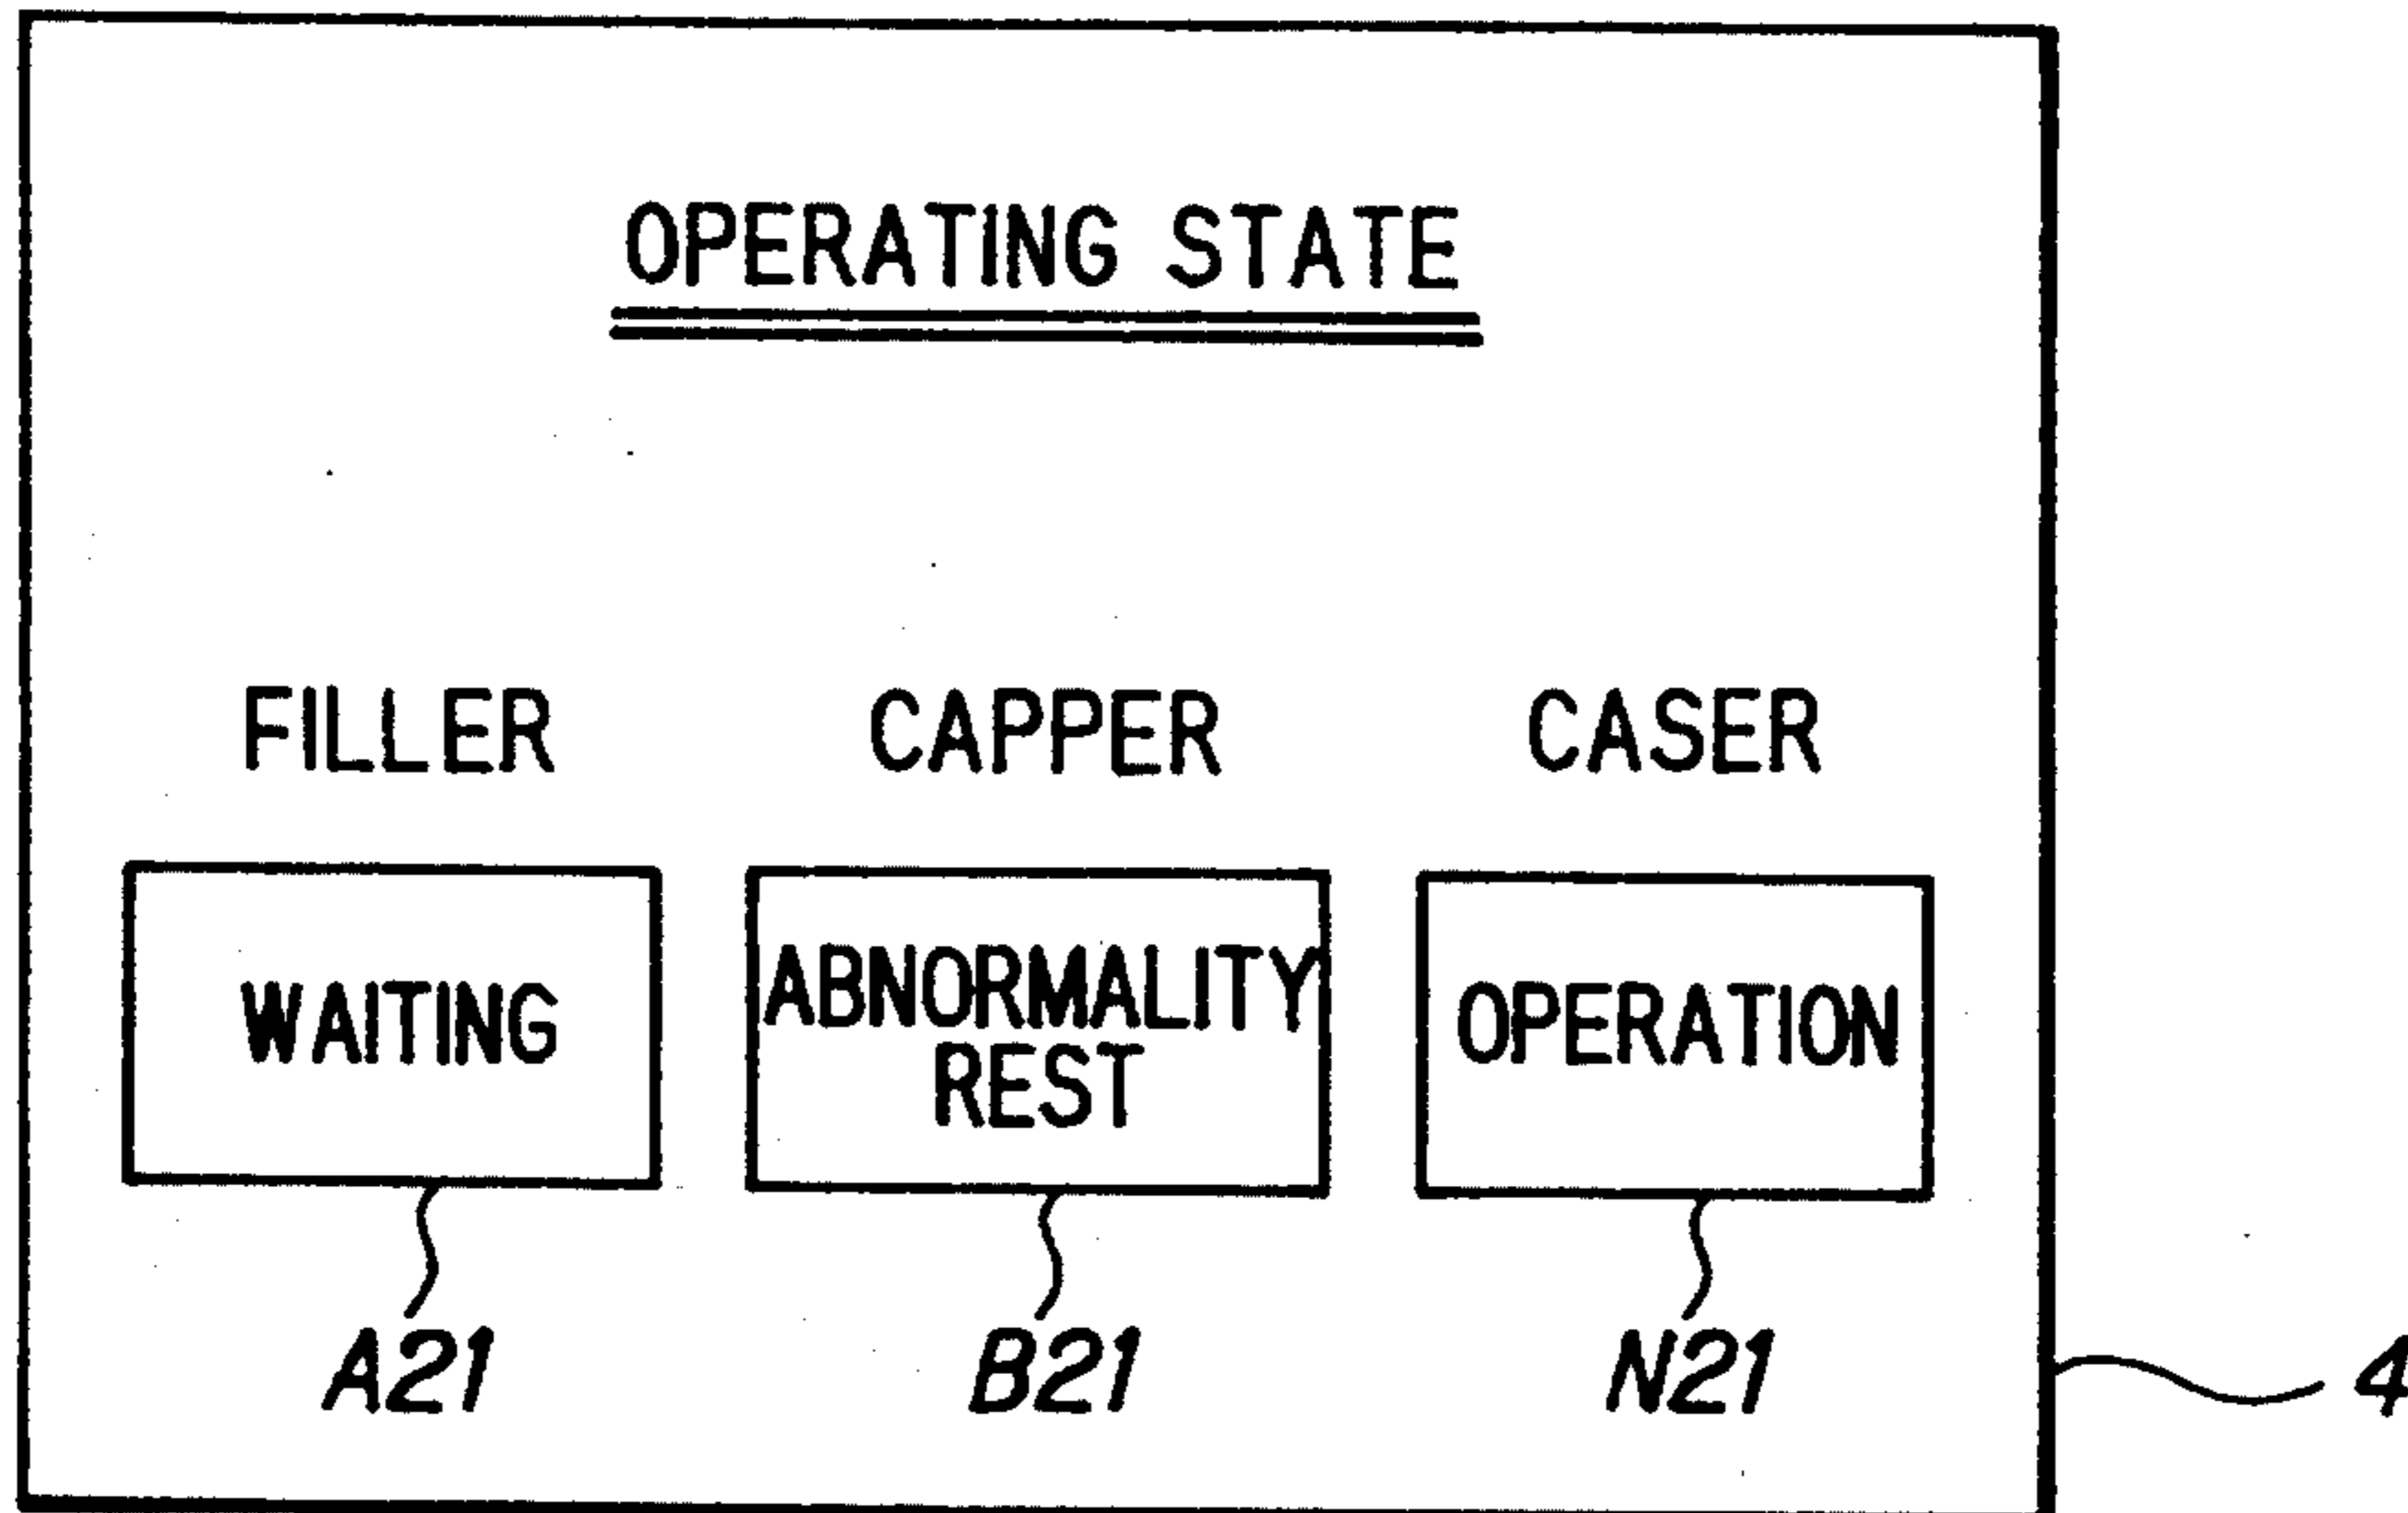 OPERATING STATE
FILLER CAPPER CASER
WAITING
ABNORMALITY
REST
OPERATION
A21 B21 N21
4